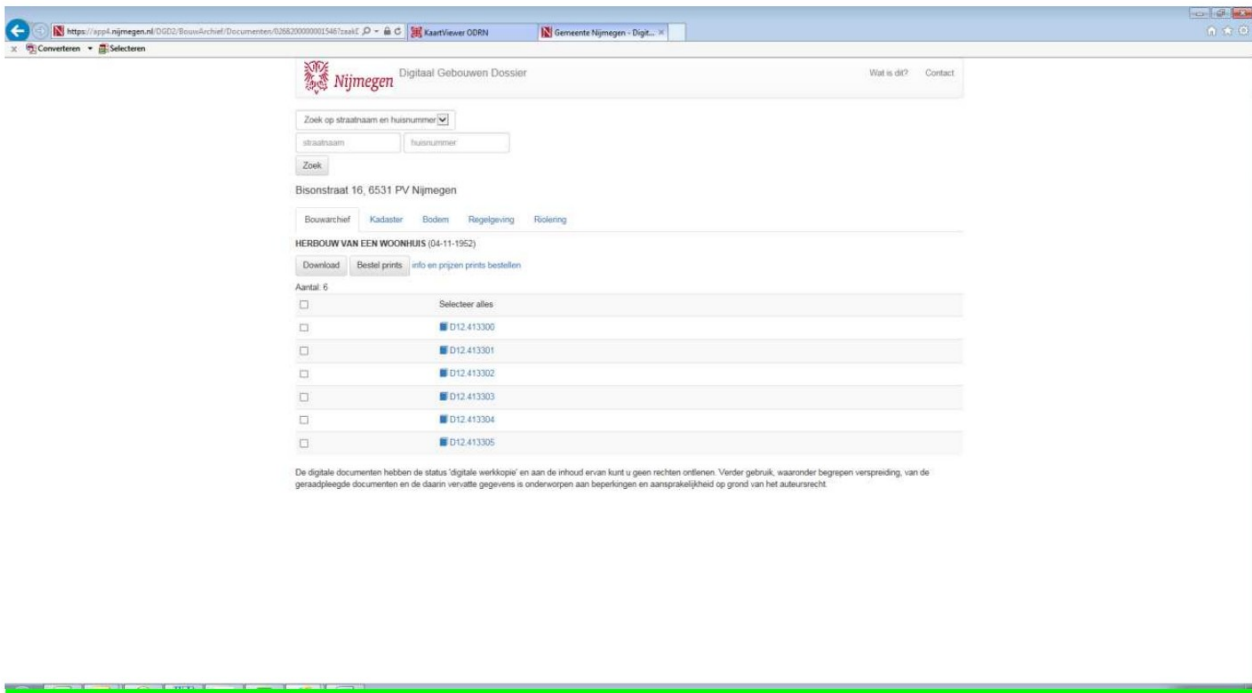 https://app4.nijmegen.nl/DGD2/BouwArchief/Documenten/
KaartViewer ODRN
Gemeente Nijmegen - Digit...
x Converteren Selecteren
Nijmegen
Digitaal Gebouwen Dossier
Wat is dit? Contact
Zoek op straatnaam en huisnummer
straatnaam huisnummer
Zoek
Bisonstraat 16, 6531 PV Nijmegen
Bouwarchief Kadaster Bodem Regelgeving Riolering
HERBOUW VAN EEN WOONHUIS (04-11-1952)
Download Bestel prints info en prijzen prints bestellen
Aantal: 6
Selecteer alles
D12.413300
D12.413301
D12.413302
D12.413303
D12.413304
D12.413305
De digitale documenten hebben de status 'digitale werkkopie' en aan de inhoud ervan kunt u geen rechten ontlenen. Verder gebruik, waaronder begrepen verspreiding, van de
geraadpleegde documenten en de daarin vervatte gegevens is onderworpen aan beperkingen en aansprakelijkheid op grond van het auteursrecht.